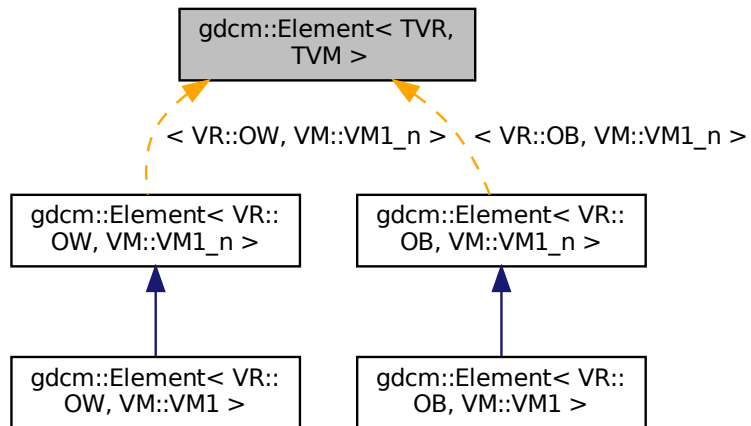 gdcm::Element< TVR,
TVM >
< VR::OW, VM::VM1_n >
< VR::OB, VM::VM1_n >
gdcm::Element< VR::
OW, VM::VM1_n >
gdcm::Element< VR::
OB, VM::VM1_n >
gdcm::Element< VR::
OW, VM::VM1 >
gdcm::Element< VR::
OB, VM::VM1 >